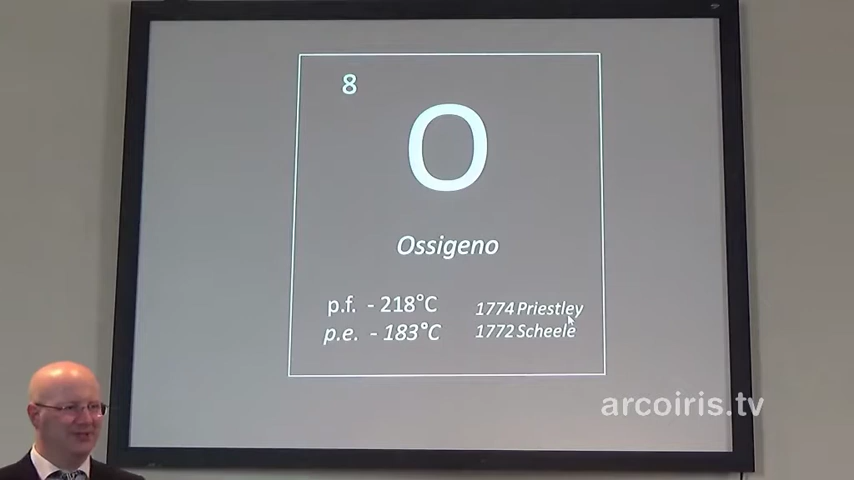 8
O
Ossigeno
p.f. - 218°C
1774 Priestley
p.e. - 183°C
1772 Scheele
arcoiris.tv